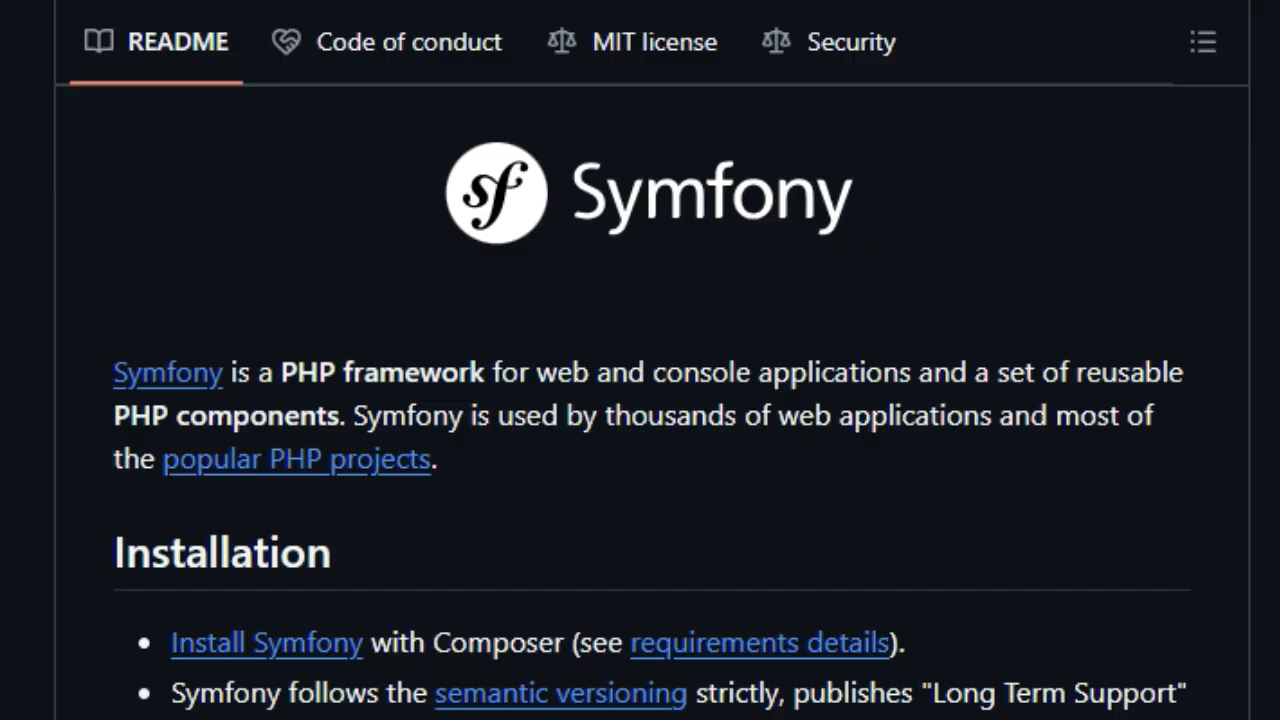 README Code of conduct MIT license Security
sf Symfony
Symfony is a PHP framework for web and console applications and a set of reusable
PHP components. Symfony is used by thousands of web applications and most of
the popular PHP projects.
Installation
• Install Symfony with Composer (see requirements details).
• Symfony follows the semantic versioning strictly, publishes "Long Term Support"